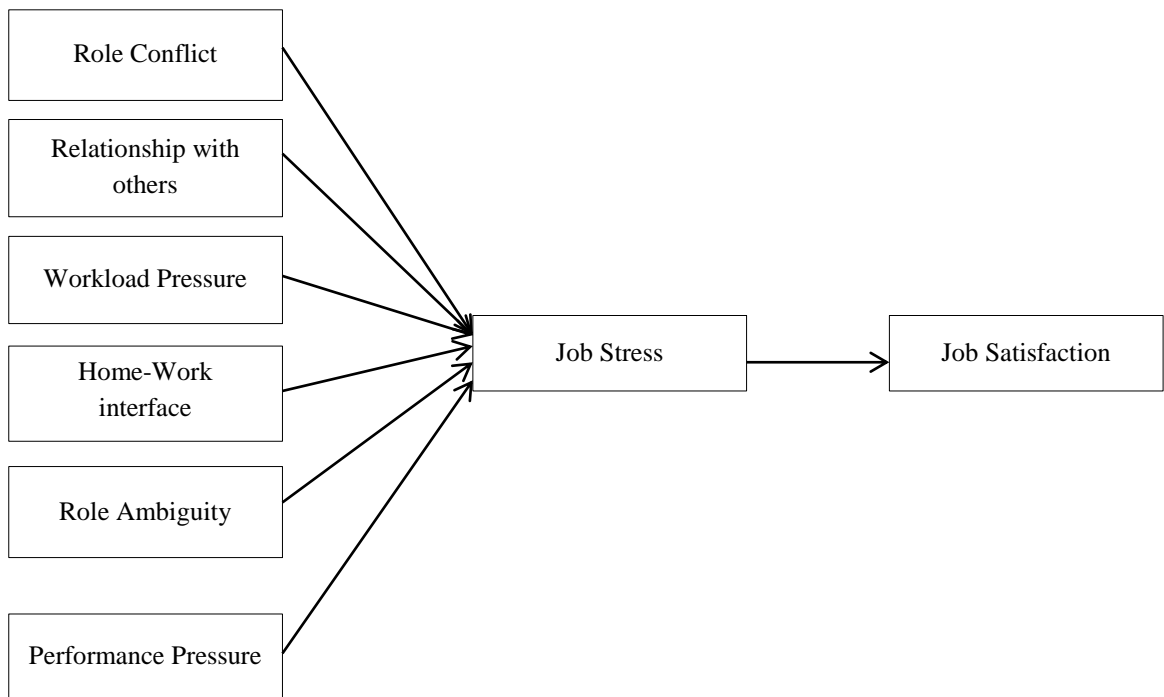 Role Conflict
Relationship with
others
Workload Pressure
Home-Work
interface
Role Ambiguity
Performance Pressure
Job Stress
Job Satisfaction